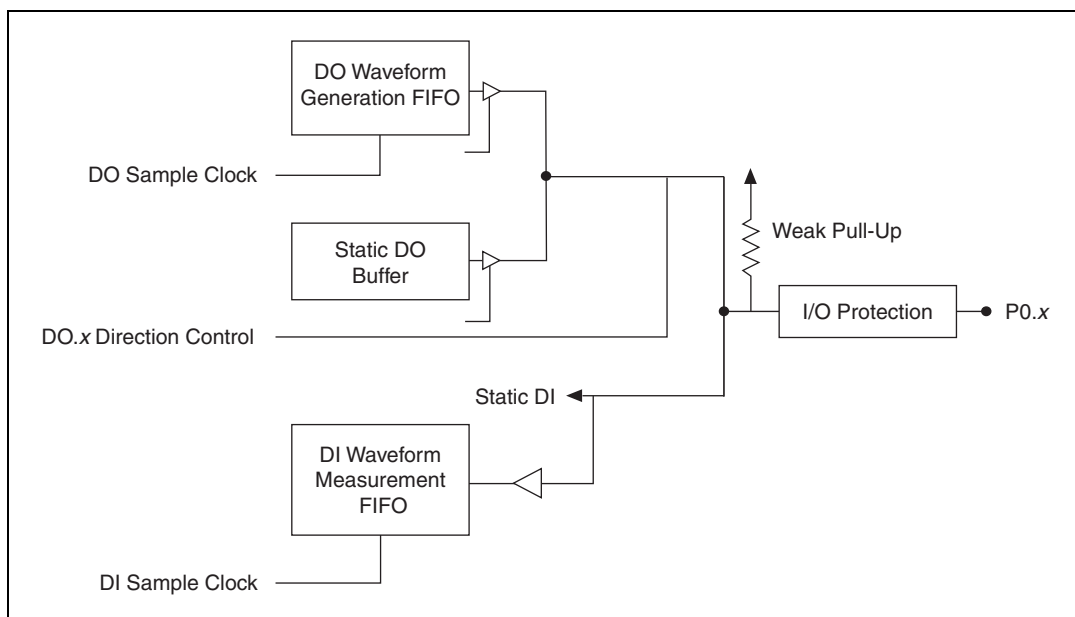 DO Waveform
Generation FIFO
DO Sample Clock
Static DO
Buffer
Weak Pull-Up
I/O Protection
P0.x
DO.x Direction Control
Static DI
DI Waveform
Measurement
FIFO
DI Sample Clock